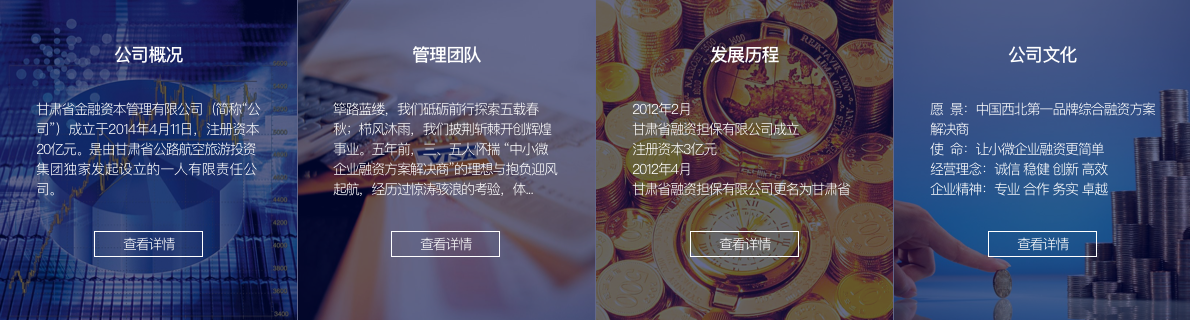 公司概况
甘肃省金融资本管理有限公司（简称“公
司”）成立于2014年4月11日，注册资本
20亿元。是由甘肃省公路航空旅游投资
集团独家发起设立的一人有限责任公
司。
查看详情
管理团队
筚路蓝缕，我们砥砺前行探索五载春
秋；栉风沐雨，我们披荆斩棘开创辉煌
事业。五年前，三、五人怀揣 “中小微
企业融资方案解决商”的理想与抱负迎风
起航，经历过惊涛骇浪的考验，体...
查看详情
发展历程
2012年2月
甘肃省融资担保有限公司成立
注册资本3亿元
2012年4月
甘肃省融资担保有限公司更名为甘肃省
查看详情
公司文化
愿 景：中国西北第一品牌综合融资方案
解决商
使 命：让小微企业融资更简单
经营理念：诚信 稳健 创新 高效
企业精神：专业 合作 务实 卓越
查看详情